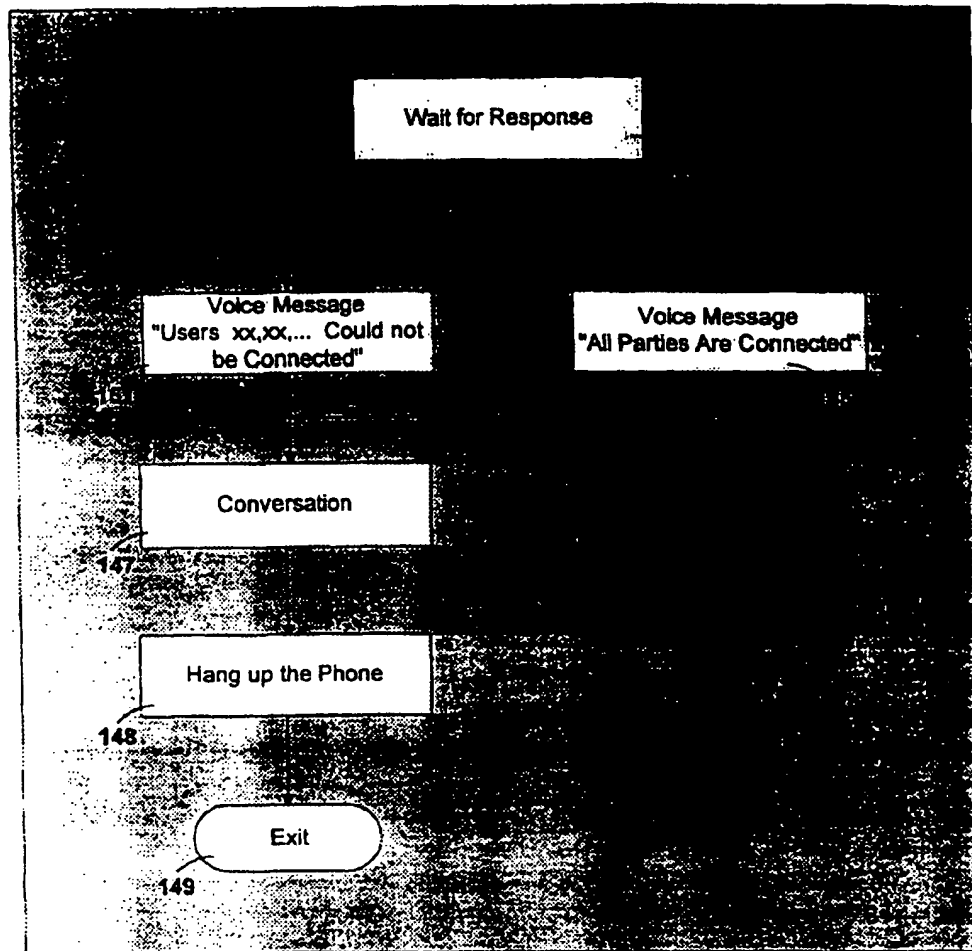 Wait for Response
Voice Message
"Users xx,xx,... Could not
be Connected"
Voice Message
"All Parties Are Connected"
Conversation
147
Hang up the Phone
148
Exit
149